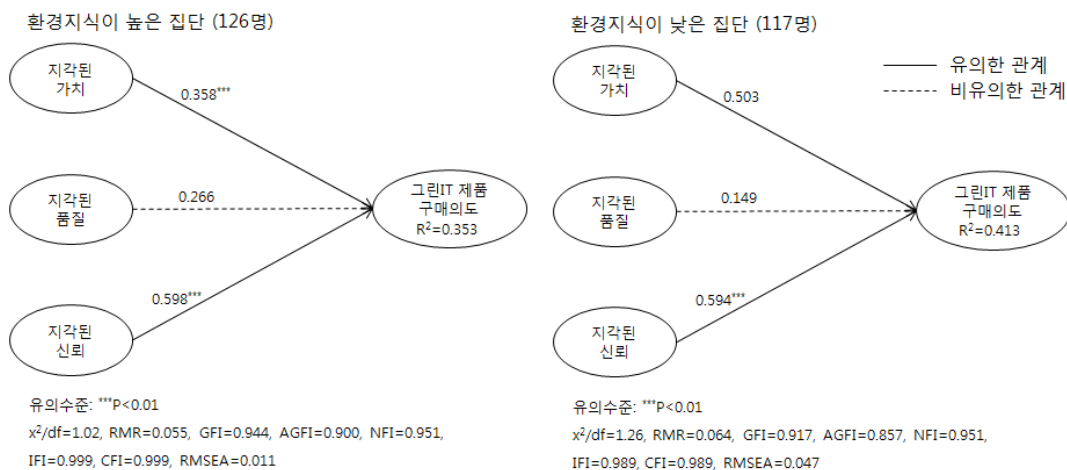 환경지식이 높은 집단 (126명)
지각된
가치
0.358***
지각된
품질
0.266
그린IT 제품
구매의도
R²=0.353
0.598***
지각된
신뢰
유의수준: ***P<0.01
x²/df=1.02, RMR=0.055, GFI=0.944, AGFI=0.900, NFI=0.951,
IFI=0.999, CFI=0.999, RMSEA=0.011
환경지식이 낮은 집단 (117명)
지각된
가치
0.503
유의한 관계
비유의한 관계
지각된
품질
0.149
그린IT 제품
구매의도
R²=0.413
0.594***
지각된
신뢰
유의수준: ***P<0.01
x²/df=1.26, RMR=0.064, GFI=0.917, AGFI=0.857, NFI=0.951,
IFI=0.989, CFI=0.989, RMSEA=0.047